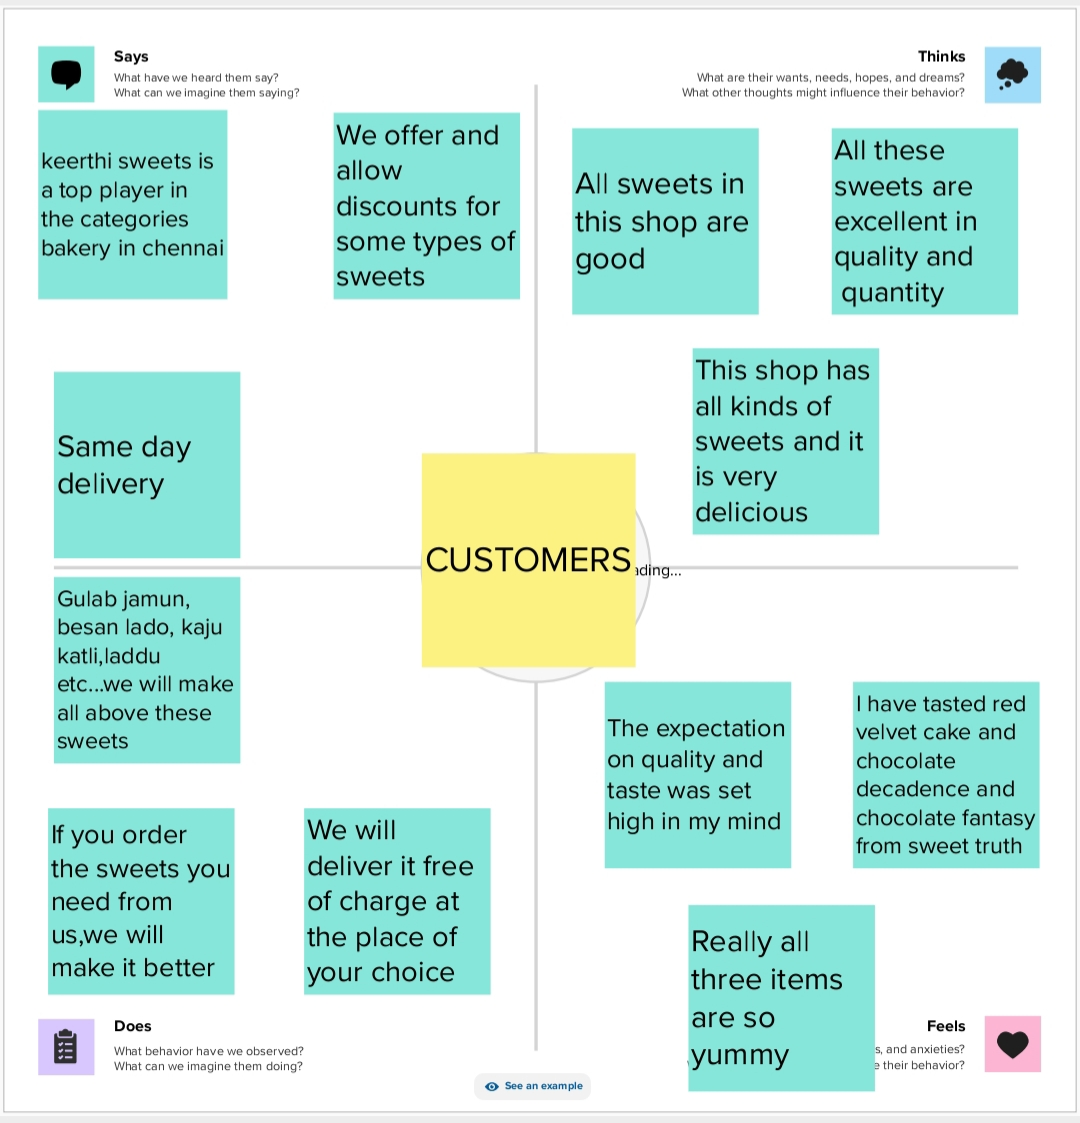 Says
What have we heard them say?
What can we imagine them saying?
Thinks
What are their wants, needs, hopes, and dreams?
What other thoughts might influence their behavior?
keerthi sweets is
a top player in
the categories
bakery in chennai
We offer and
allow
discounts for
some types of
sweets
All sweets in
this shop are
good
All these
sweets are
excellent in
quality and
quantity
Same day
delivery
This shop has
all kinds of
sweets and it
is very
delicious
CUSTOMERS
ading...
Gulab jamun,
besan lado, kaju
katli,laddu
etc...we will make
all above these
sweets
The expectation
on quality and
taste was set
high in my mind
I have tasted red
velvet cake and
chocolate
decadence and
chocolate fantasy
from sweet truth
If you order
the sweets you
need from
us,we will
make it better
We will
deliver it free
of charge at
the place of
your choice
Really all
three items
are so
yummy
Does
What behavior have we observed?
What can we imagine them doing?
Feels
s, and anxieties?
e their behavior?
See an example